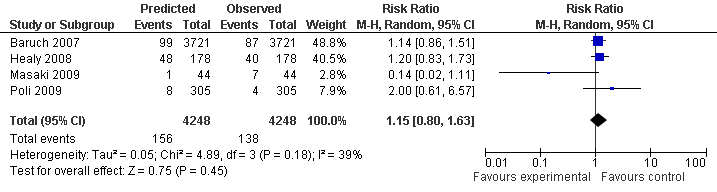 Predicted Observed Risk Ratio Risk Ratio
Study or Subgroup Events Total Events Total Weight M-H, Random, 95% CI M-H, Random, 95% CI
Baruch 2007 99 3721 87 3721 48.8% 1.14 [0.86, 1.51]
Healy 2008 48 178 40 178 40.5% 1.20 [0.83, 1.73]
Masaki 2009 1 44 7 44 2.8% 0.14 [0.02, 1.11]
Poli 2009 8 305 4 305 7.9% 2.00 [0.61, 6.57]
Total (95% CI) 4248 4248 100.0% 1.15 [0.80, 1.63]
Total events 156 138
Heterogeneity: Tau² = 0.05; Chi² = 4.89, df = 3 (P = 0.18); I² = 39%
Test for overall effect: Z = 0.75 (P = 0.45)
0.01 0.1 1 10 100
Favours experimental Favours control